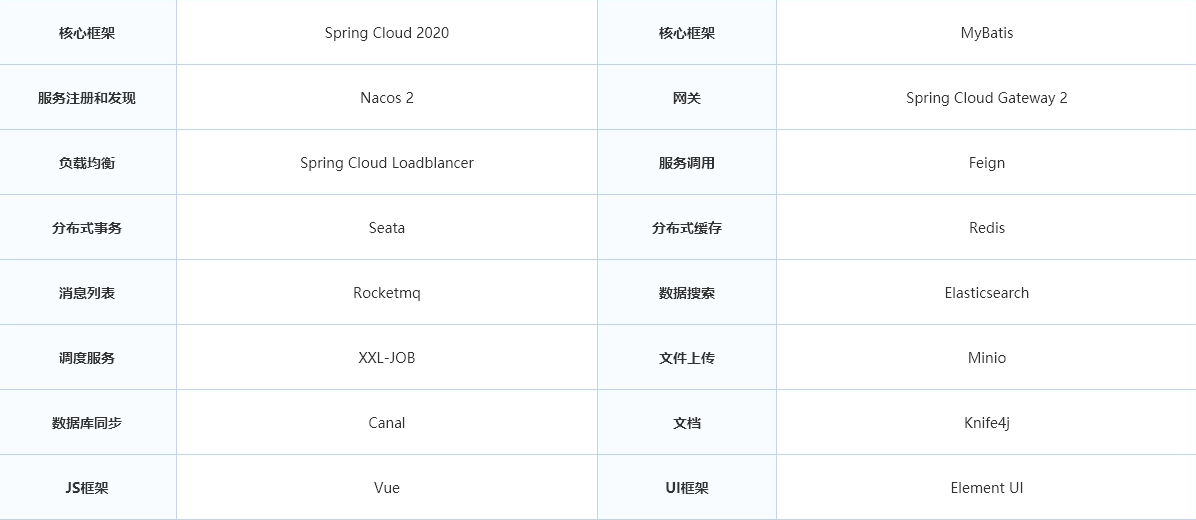 核心框架 Spring Cloud 2020 核心框架 MyBatis
服务注册和发现 Nacos 2 网关 Spring Cloud Gateway 2
负载均衡 Spring Cloud Loadblancer 服务调用 Feign
分布式事务 Seata 分布式缓存 Redis
消息列表 Rocketmq 数据搜索 Elasticsearch
调度服务 XXL-JOB 文件上传 Minio
数据库同步 Canal 文档 Knife4j
JS框架 Vue UI框架 Element UI